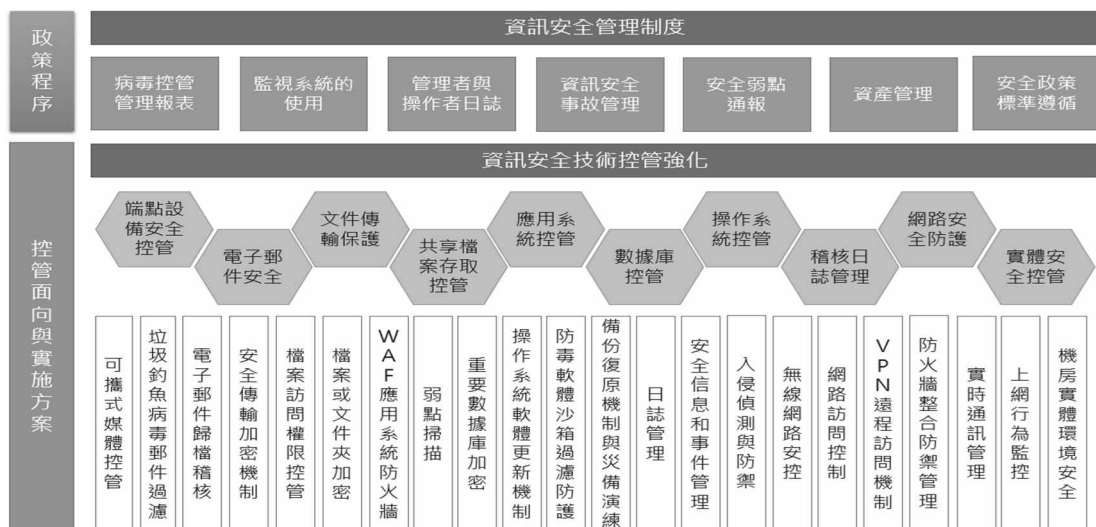 政策程序
資訊安全管理制度
病毒控管
管理報表
監視系統的
使用
管理者與
操作者日誌
資訊安全
事故管理
安全弱點
通報
資產管理
安全政策
標準遵循
控管面向與實施方案
資訊安全技術控管強化
端點設
備安全
控管
電子郵
件安全
文件傳
輸保護
共享檔
案存取
控管
應用系
統控管
數據庫
控管
操作系
統控管
稽核日
誌管理
網路安
全防護
實體安
全控管
可攜式媒體控管
垃圾釣魚病毒郵件過濾
電子郵件歸檔稽核
安全傳輸加密機制
檔案訪問權限控管
檔案或文件夾加密
WAF應用系統防火牆
弱點掃描
重要數據庫加密
操作系統軟體更新機制
防毒軟體沙箱過濾防護
備份復原機制與災備演練
日誌管理
安全信息和事件管理
入侵偵測與防禦
無線網路安控
網路訪問控制
VPN遠程訪問機制
防火牆整合防禦管理
實時通訊管理
上網行為監控
機房實體環境安全